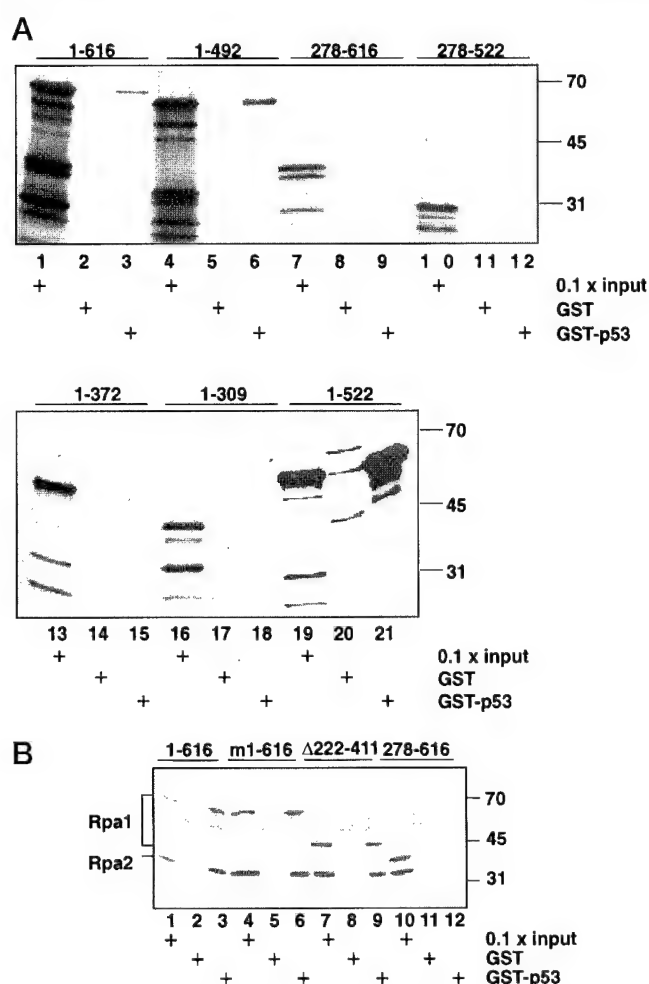 A
1-616 1-492 278-616 278-522
70
45
31
1 2 3 4 5 6 7 8 9 1 0 11 1 2
+ + + + 0.1 x input
+ + + + GST
+ + + + GST-p53
1-372 1-309 1-522
70
45
31
13 14 15 16 17 18 19 20 21
+ + + 0.1 x input
+ + + GST
+ + + GST-p53
B
1-616 m1-616 Δ222-411 278-616
Rpa1
Rpa2
70
45
31
1 2 3 4 5 6 7 8 9 10 11 12
+ + + + 0.1 x input
+ + + + GST
+ + + + GST-p53